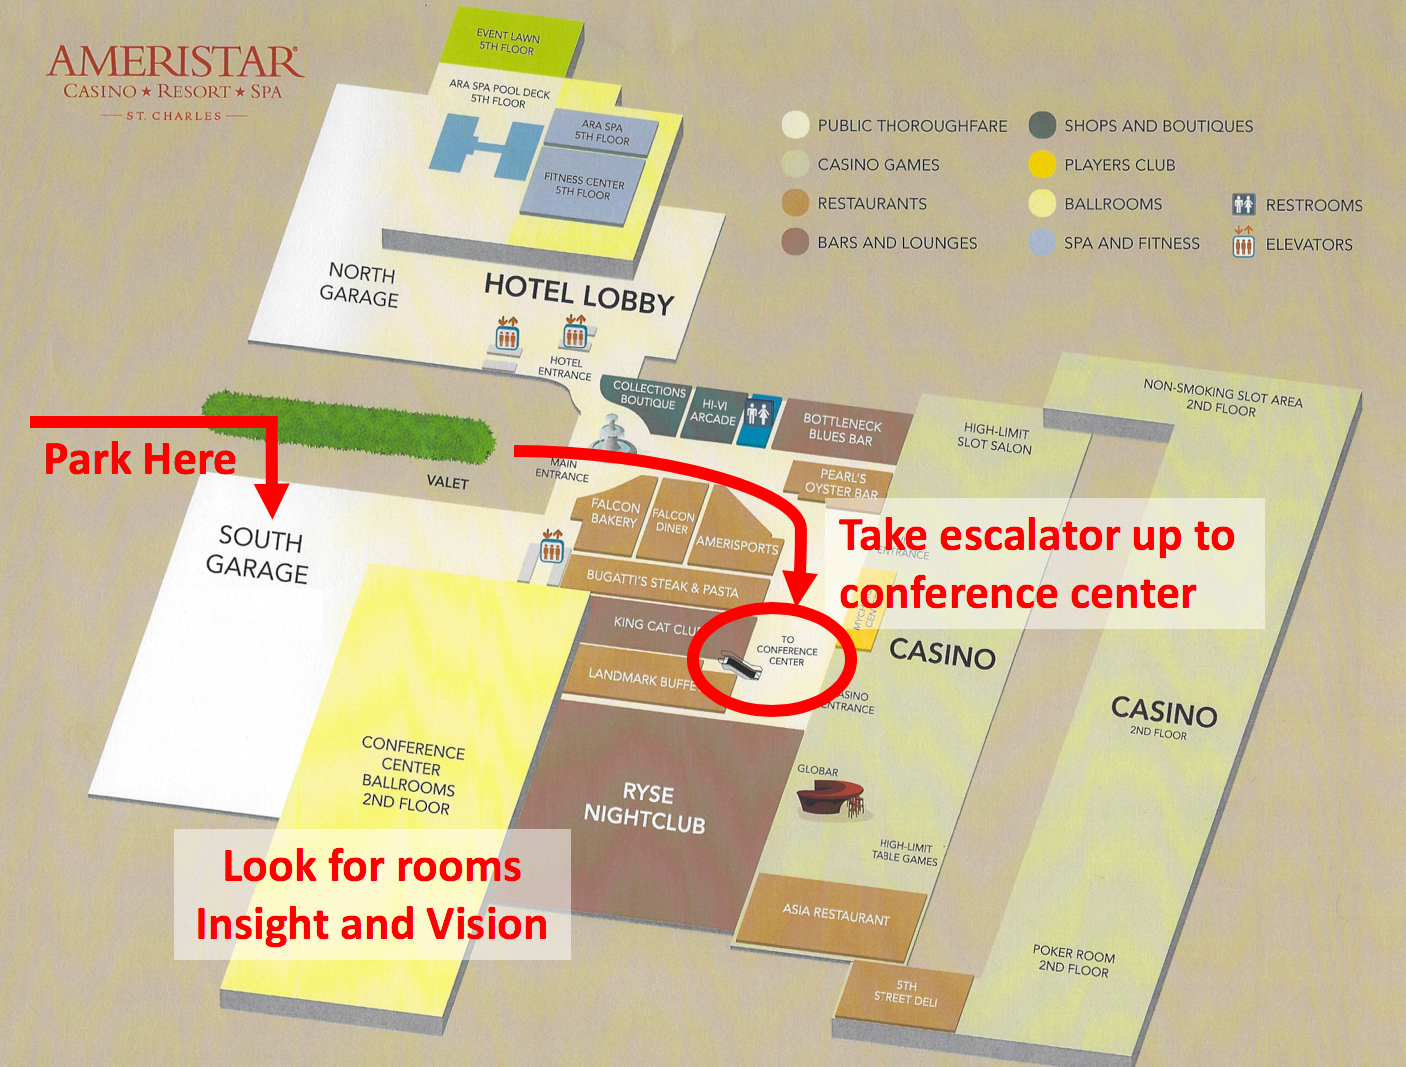 AMERISTAR®
CASINO ★ RESORT ★ SPA
ST. CHARLES
EVENT LAWN
5TH FLOOR
ARA SPA POOL DECK
5TH FLOOR
ARA SPA
5TH FLOOR
FITNESS CENTER
5TH FLOOR
PUBLIC THOROUGHFARE
CASINO GAMES
RESTAURANTS
BARS AND LOUNGES
SHOPS AND BOUTIQUES
PLAYERS CLUB
BALLROOMS
SPA AND FITNESS
RESTROOMS
ELEVATORS
NORTH
GARAGE
HOTEL LOBBY
HOTEL
ENTRANCE
COLLECTIONS
BOUTIQUE
HI-VI
ARCADE
BOTTLENECK
BLUES BAR
HIGH-LIMIT
SLOT SALON
NON-SMOKING SLOT AREA
2ND FLOOR
Park Here
VALET
MAIN
ENTRANCE
PEARL'S
OYSTER BAR
SOUTH
GARAGE
FALCON
BAKERY
FALCON
DINER
AMERISPORTS
Take escalator up to
conference center
ENTRANCE
BUGATTI'S STEAK & PASTA
KING CAT CLUB
TO
CONFERENCE
CENTER
LANDMARK BUFFE
CASINO
CASINO
ENTRANCE
CASINO
2ND FLOOR
CONFERENCE
CENTER
BALLROOMS
2ND FLOOR
RYSE
NIGHTCLUB
GLOBAR
HIGH-LIMIT
TABLE GAMES
Look for rooms
Insight and Vision
ASIA RESTAURANT
POKER ROOM
2ND FLOOR
5TH
STREET DELI